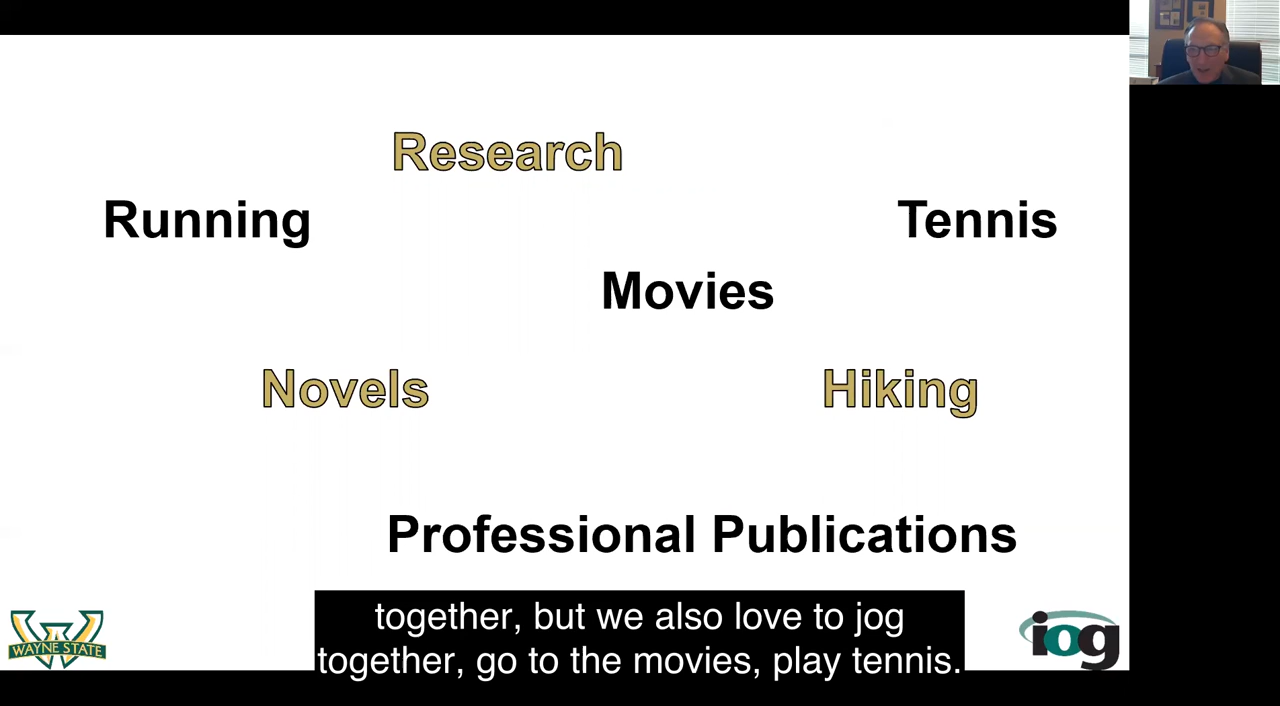 Research
Running
Tennis
Movies
Novels
Hiking
Professional Publications
together, but we also love to jog
together, go to the movies, play tennis.
W
WAYNE STATE
iog